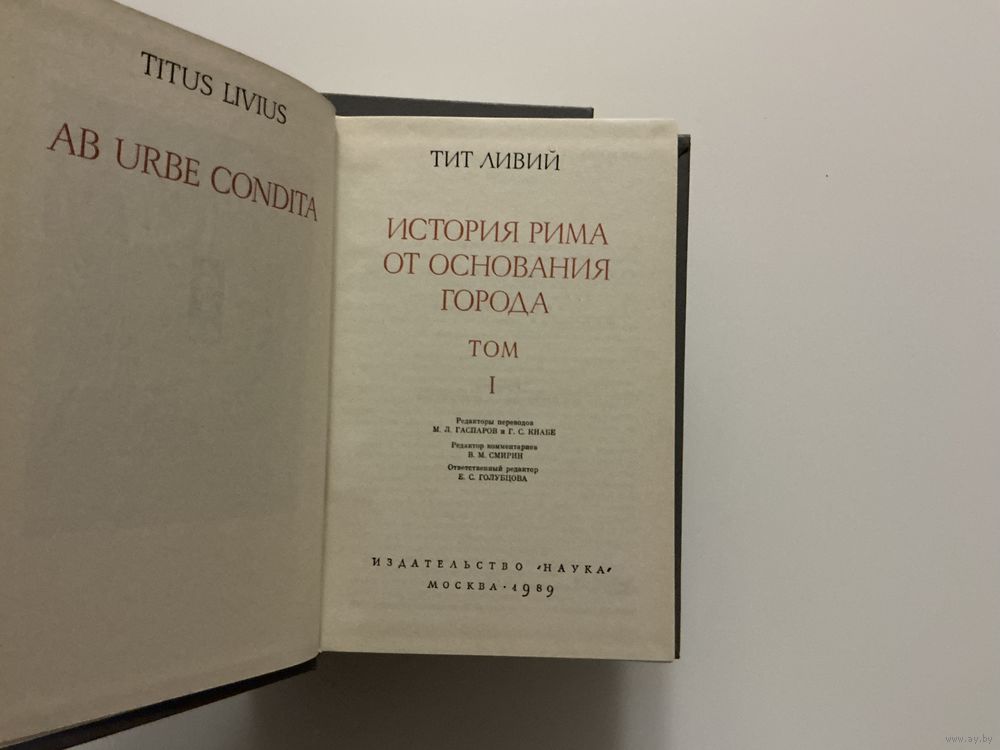 TITUS LIVIUS
AB URBE CONDITA
ТИТ ЛИВИЙ
ИСТОРИЯ РИМА
ОТ ОСНОВАНИЯ
ГОРОДА
ТОМ
I
Редакторы переводов
М. Л. ГАСПАРОВ и Г. С. КНАБЕ
Редактор комментариев
В. М. СМИРИН
Ответственный редактор
Е. С. ГОЛУБЦОВА
ИЗДАТЕЛЬСТВО «НАУКА»
МОСКВА · 1989
www.ay.by